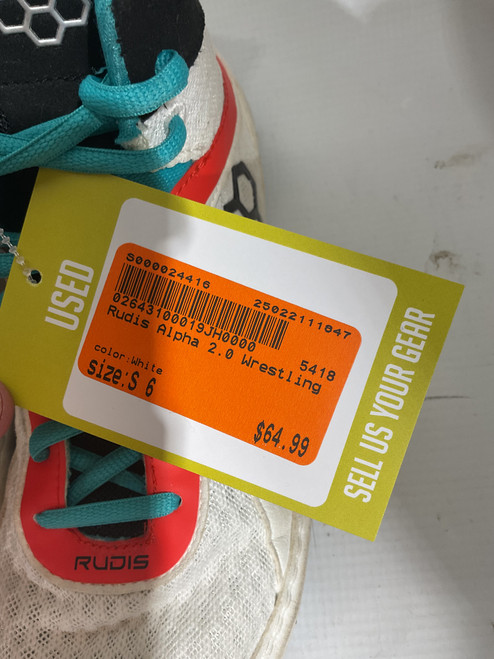 USED
S000024416
25022111047
02643100019JH0000
5418
Rudis Alpha 2.0 Wrestling
color:White
size:S 6
$64.99
SELL US YOUR GEAR
RUDIS